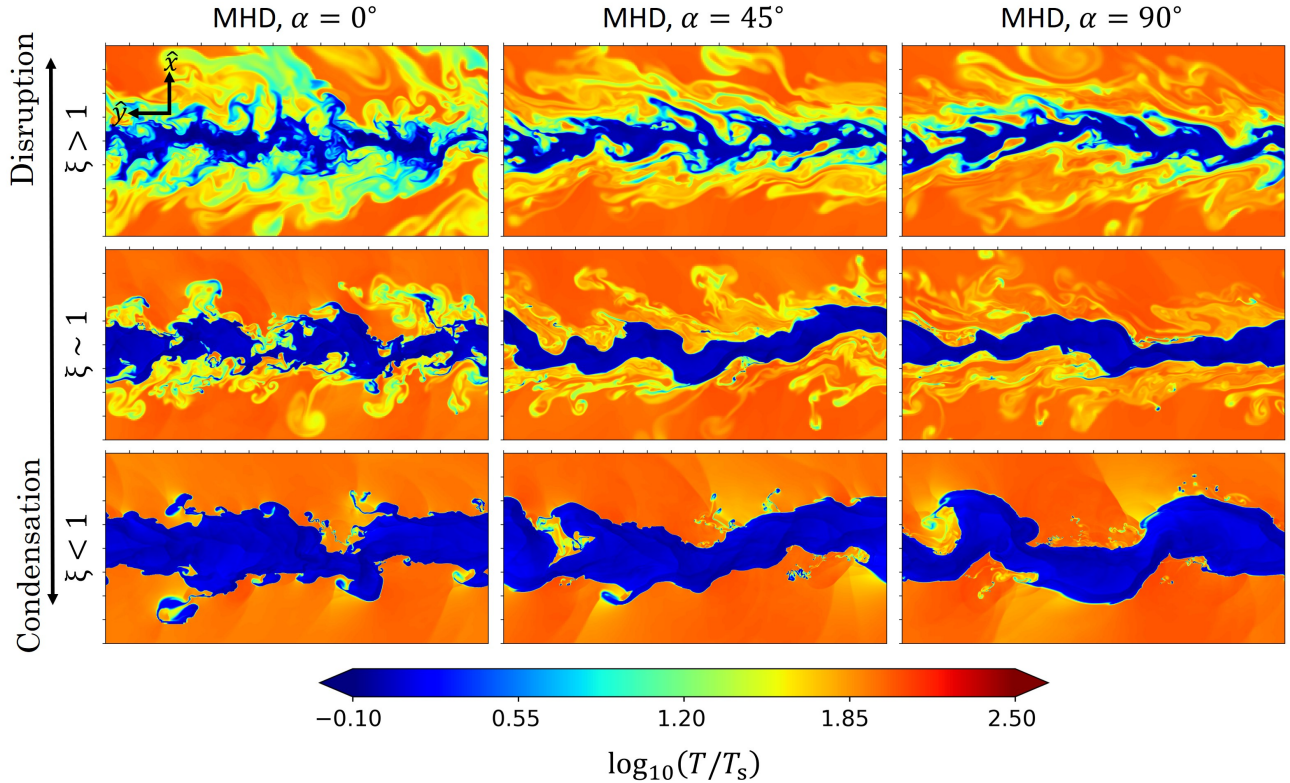 MHD, α = 0°
MHD, α = 45°
MHD, α = 90°
Disruption
ξ > 1
x̂
ŷ
ξ ~ 1
Condensation
ξ < 1
−0.10
0.55
1.20
1.85
2.50
log₁₀(T/Tₛ)